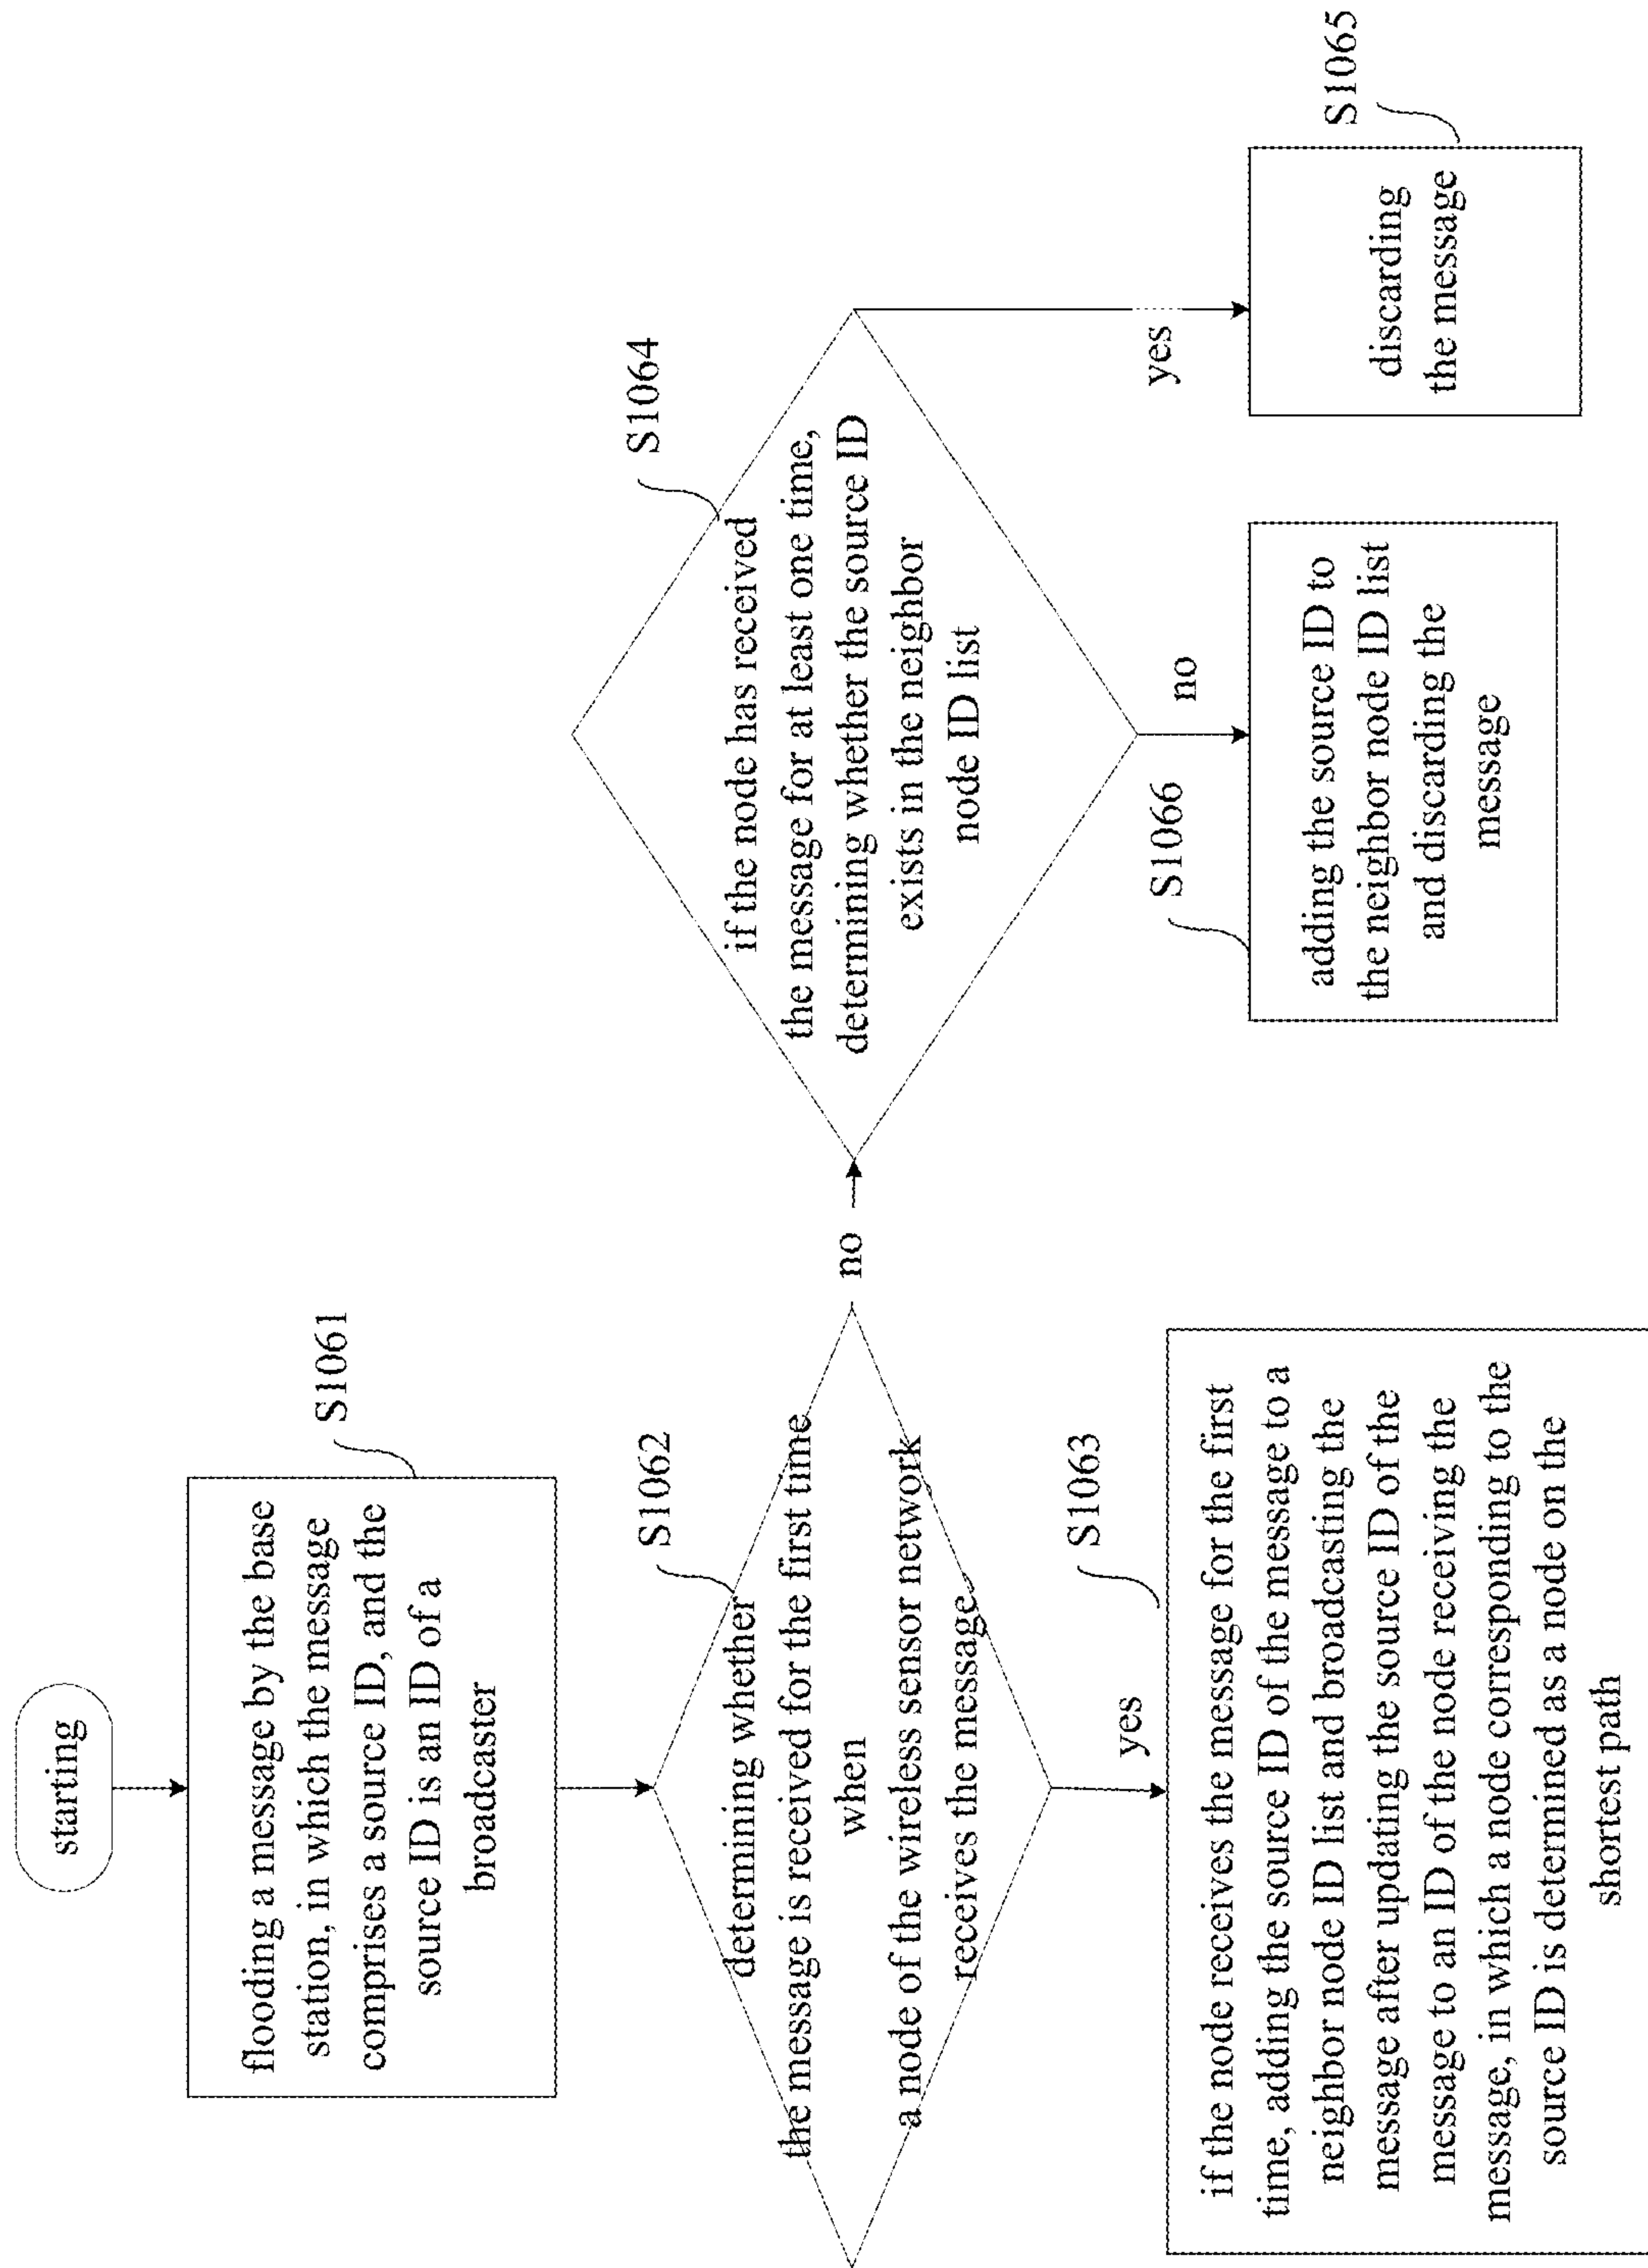 starting
S1061
flooding a message by the base
station, in which the message
comprises a source ID, and the
source ID is an ID of a
broadcaster
S1062
determining whether
the message is received for the first time
when
a node of the wireless sensor network
receives the message
no
yes
S1063
if the node receives the message for the first
time, adding the source ID of the message to a
neighbor node ID list and broadcasting the
message after updating the source ID of the
message to an ID of the node receiving the
message, in which a node corresponding to the
source ID is determined as a node on the
shortest path
S1064
if the node has received
the message for at least one time,
determining whether the source ID
exists in the neighbor
node ID list
no
yes
S1066
adding the source ID to
the neighbor node ID list
and discarding the
message
S1065
discarding
the message